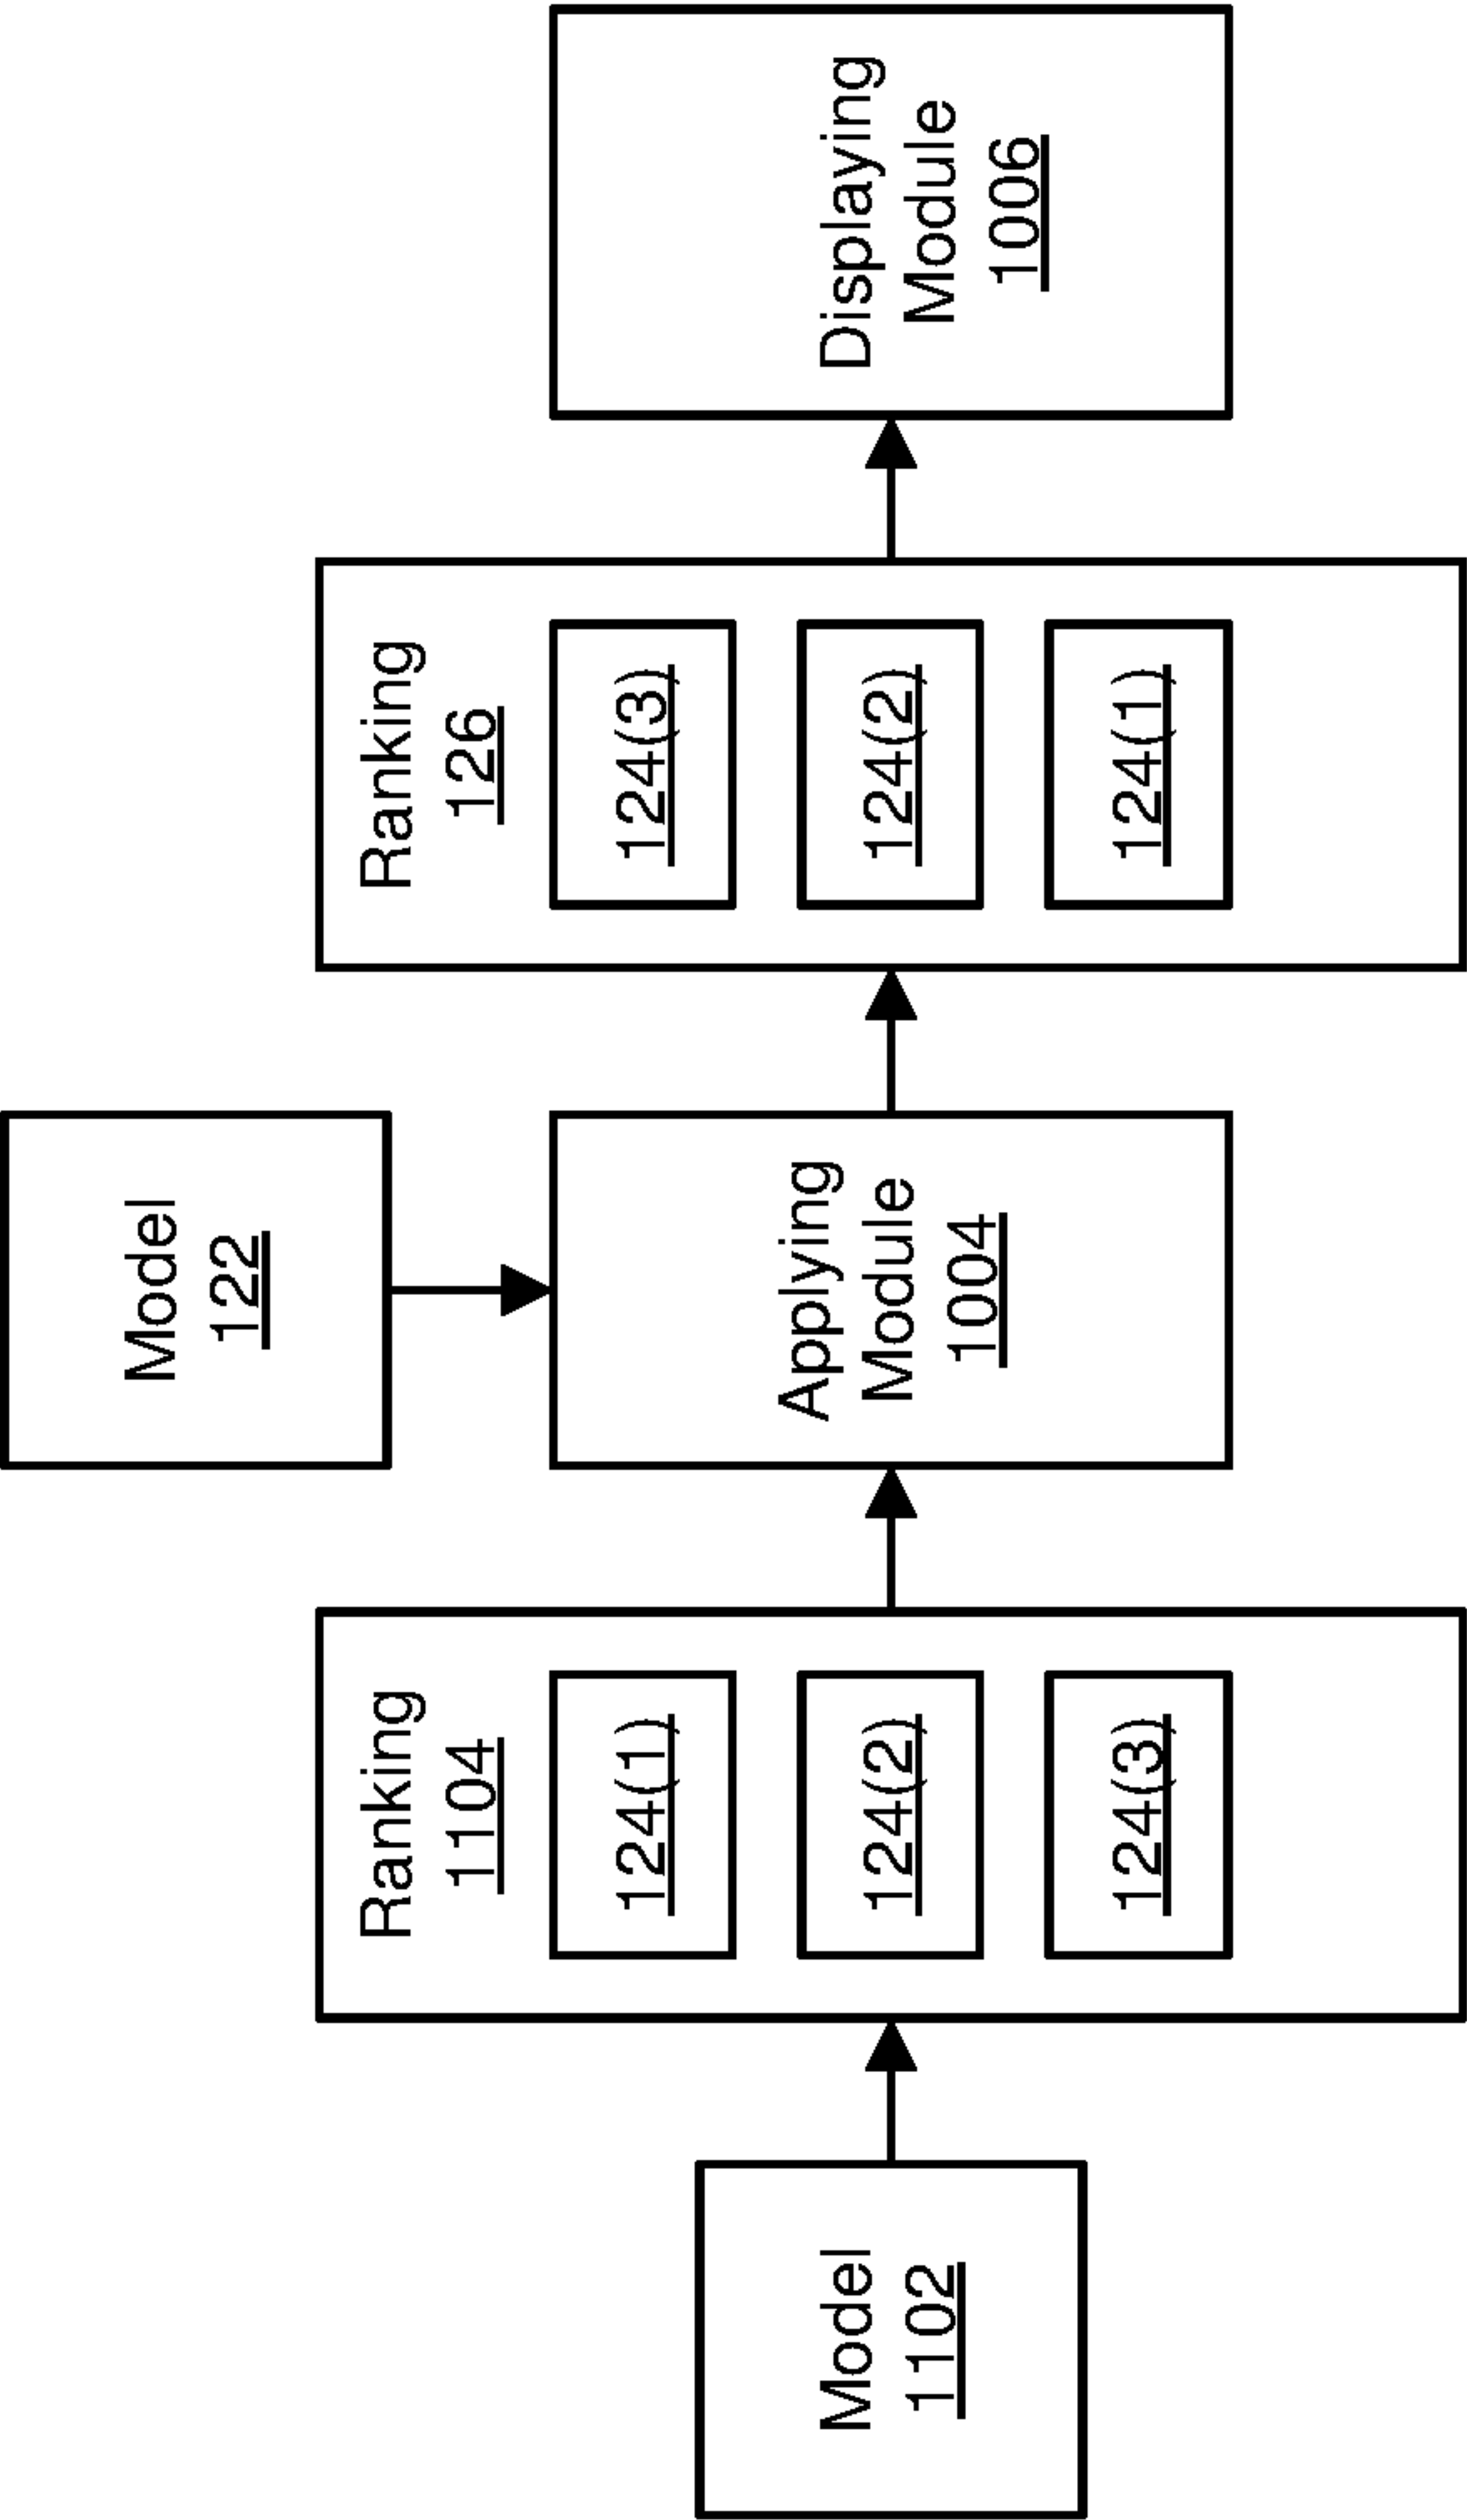 Model
1102
Ranking
1104
124(1)
124(2)
124(3)
Model
122
Applying
Module
1004
Ranking
126
124(3)
124(2)
124(1)
Displaying
Module
1006